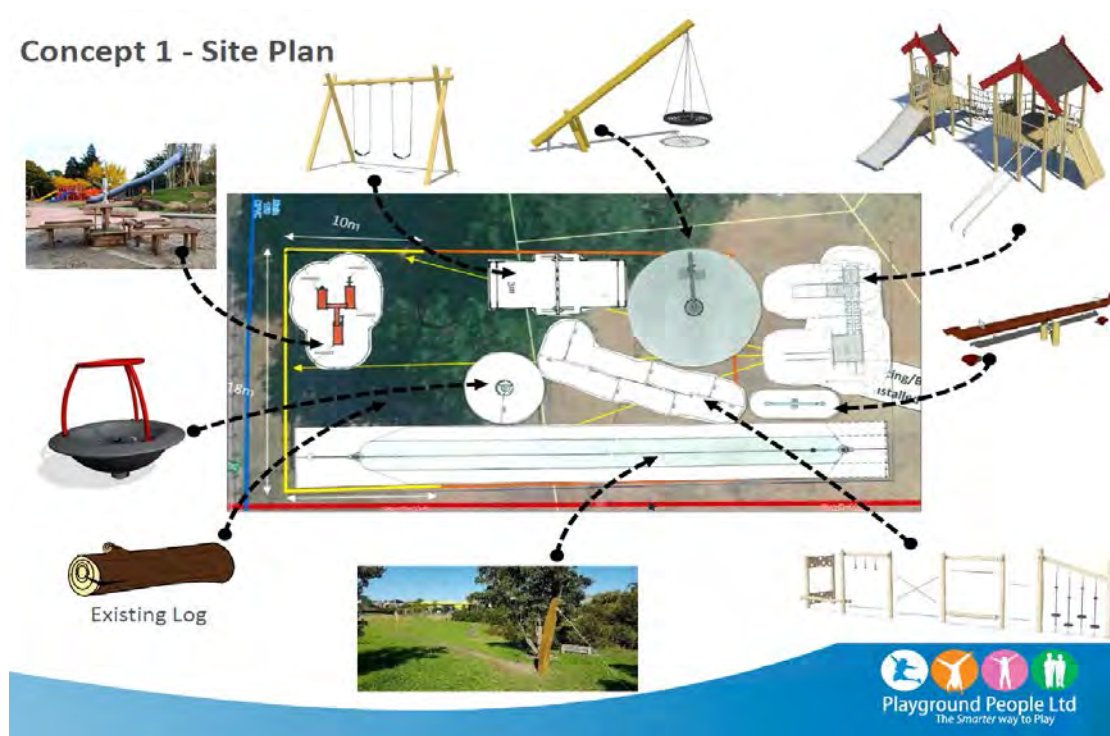 Concept 1 - Site Plan
10m
3m
18m
Existing Log
Playground People Ltd
The Smarter way to Play